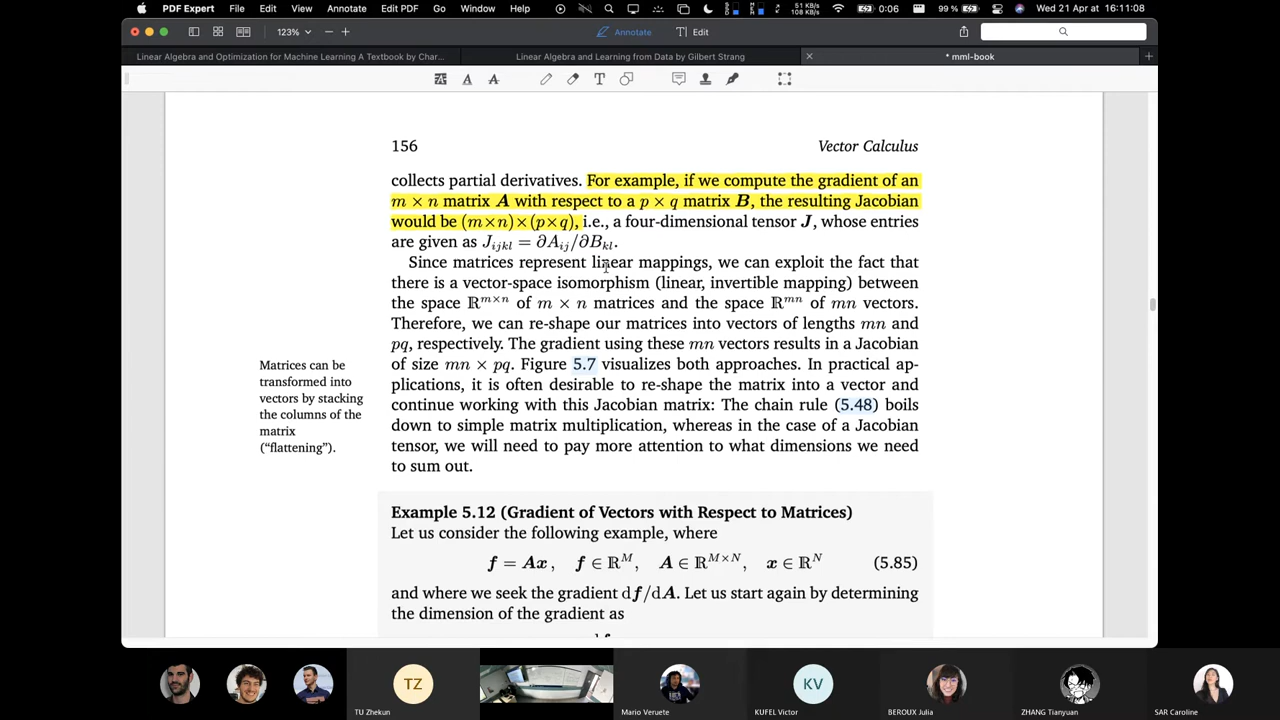 PDF Expert File Edit View Annotate Edit PDF Go Window Help 51 KB/s 108 KB/s 0:06 99 % Wed 21 Apr at 16:11:08
123% Annotate Edit
Linear Algebra and Optimization for Machine Learning A Textbook by Char... Linear Algebra and Learning from Data by Gilbert Strang * mml-book
156 Vector Calculus
collects partial derivatives. For example, if we compute the gradient of an
m × n matrix A with respect to a p × q matrix B, the resulting Jacobian
would be (m×n)×(p×q), i.e., a four-dimensional tensor J, whose entries
are given as Jijkl = ∂Aij/∂Bkl.
Since matrices represent linear mappings, we can exploit the fact that
there is a vector-space isomorphism (linear, invertible mapping) between
the space ℝᵐˣⁿ of m × n matrices and the space ℝᵐⁿ of mn vectors.
Therefore, we can re-shape our matrices into vectors of lengths mn and
pq, respectively. The gradient using these mn vectors results in a Jacobian
of size mn × pq. Figure 5.7 visualizes both approaches. In practical ap-
plications, it is often desirable to re-shape the matrix into a vector and
continue working with this Jacobian matrix: The chain rule (5.48) boils
down to simple matrix multiplication, whereas in the case of a Jacobian
tensor, we will need to pay more attention to what dimensions we need
to sum out.
Matrices can be
transformed into
vectors by stacking
the columns of the
matrix
(“flattening”).
Example 5.12 (Gradient of Vectors with Respect to Matrices)
Let us consider the following example, where
f = Ax, f ∈ ℝᴹ, A ∈ ℝᴹˣᴺ, x ∈ ℝᴺ (5.85)
and where we seek the gradient df/dA. Let us start again by determining
the dimension of the gradient as
TZ KV
TU Zhekun Mario Veruete KUFEL Victor BEROUX Julia ZHANG Tianyuan SAR Caroline